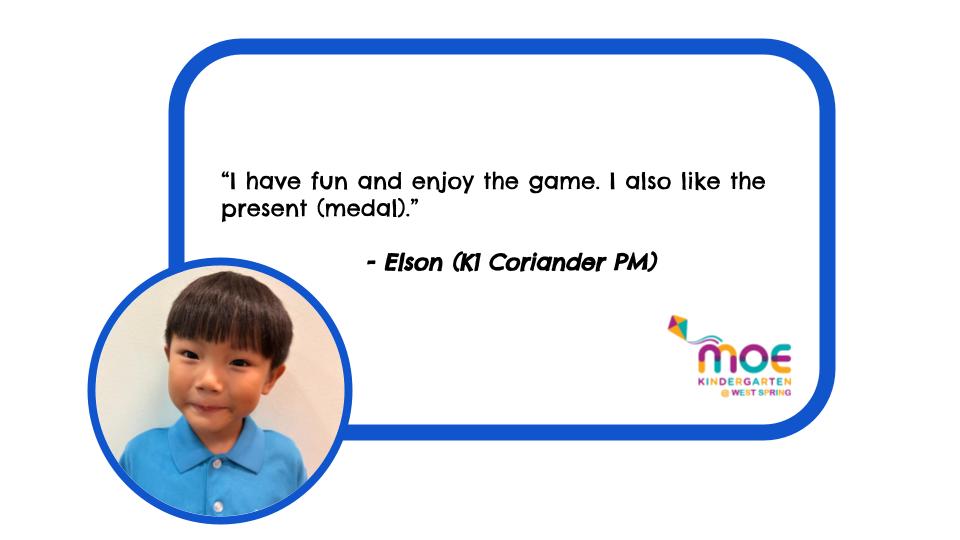 “I have fun and enjoy the game. I also like the
present (medal).”
- Elson (K1 Coriander PM)
moe
KINDERGARTEN
@ WEST SPRING